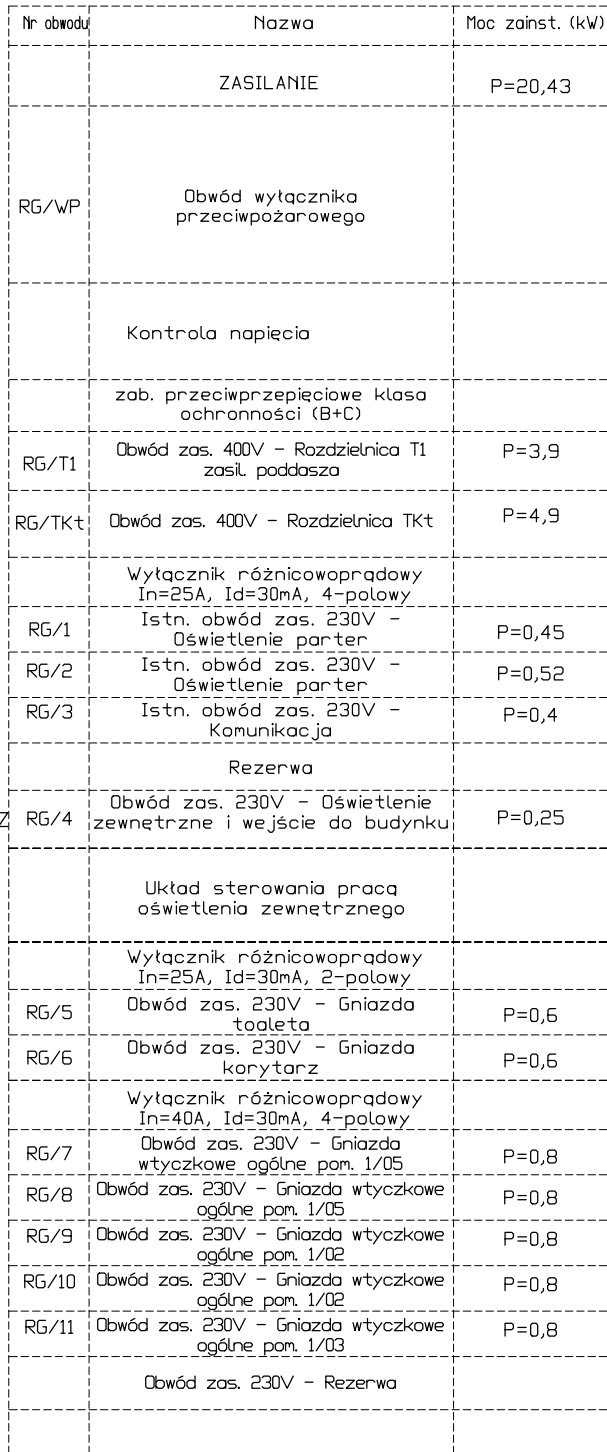 Nr obwodu Nazwa Moc zainst. (kW)
ZASILANIE P=20,43
RG/WP Obwód wyłącznika
przeciwpożarowego
Kontrola napięcia
zab. przeciwprzepięciowe klasa
ochronności (B+C)
RG/T1 Obwód zas. 400V - Rozdzielnica T1 P=3,9
zasil. poddasza
RG/TKt Obwód zas. 400V - Rozdzielnica TKt P=4,9
Wyłącznik różnicowoprądowy
In=25A, Id=30mA, 4-polowy
RG/1 Istn. obwód zas. 230V - P=0,45
Oświetlenie parter
RG/2 Istn. obwód zas. 230V - P=0,52
Oświetlenie parter
RG/3 Istn. obwód zas. 230V - P=0,4
Komunikacja
Rezerwa
Z RG/4 Obwód zas. 230V - Oświetlenie P=0,25
zewnętrzne i wejście do budynku
Układ sterowania pracą
oświetlenia zewnętrznego
Wyłącznik różnicowoprądowy
In=25A, Id=30mA, 2-polowy
RG/5 Obwód zas. 230V - Gniazda P=0,6
toaleta
RG/6 Obwód zas. 230V - Gniazda P=0,6
korytarz
Wyłącznik różnicowoprądowy
In=40A, Id=30mA, 4-polowy
RG/7 Obwód zas. 230V - Gniazda P=0,8
wtyczkowe ogólne pom. 1/05
RG/8 Obwód zas. 230V - Gniazda wtyczkowe P=0,8
ogólne pom. 1/05
RG/9 Obwód zas. 230V - Gniazda wtyczkowe P=0,8
ogólne pom. 1/02
RG/10 Obwód zas. 230V - Gniazda wtyczkowe P=0,8
ogólne pom. 1/02
RG/11 Obwód zas. 230V - Gniazda wtyczkowe P=0,8
ogólne pom. 1/03
Obwód zas. 230V - Rezerwa